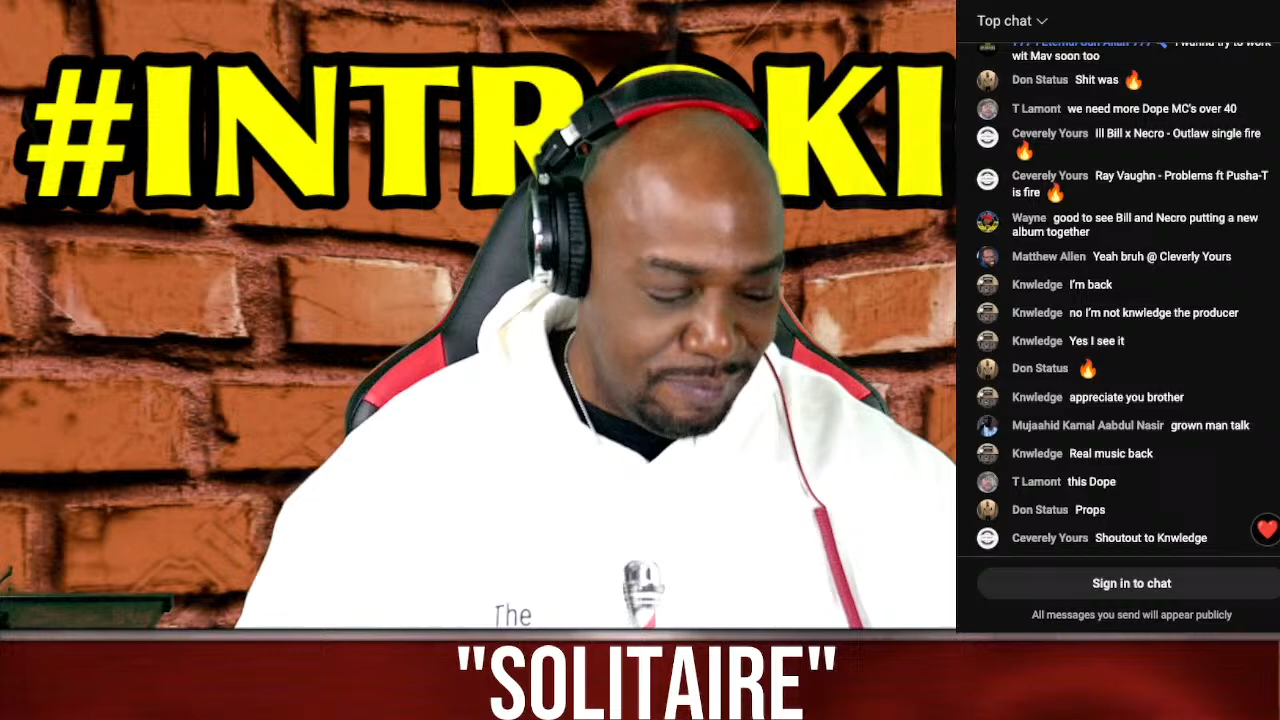 #INTR KI
The
"SOLITAIRE"
Top chat
wit Mav soon too
Don Status Shit was 🔥
T Lamont we need more Dope MC's over 40
Ceverely Yours Ill Bill x Necro - Outlaw single fire
🔥
Ceverely Yours Ray Vaughn - Problems ft Pusha-T
is fire 🔥
Wayne good to see Bill and Necro putting a new
album together
Matthew Allen Yeah bruh @ Cleverly Yours
Knwledge I'm back
Knwledge no I'm not knwledge the producer
Knwledge Yes I see it
Don Status 🔥
Knwledge appreciate you brother
Mujaahid Kamal Aabdul Nasir grown man talk
Knwledge Real music back
T Lamont this Dope
Don Status Props
Ceverely Yours Shoutout to Knwledge
Sign in to chat
All messages you send will appear publicly